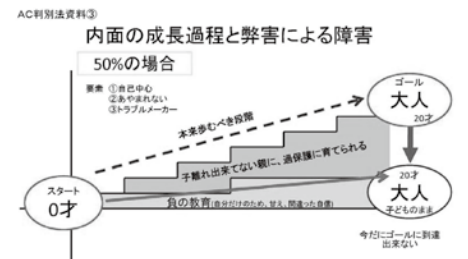 AC判別法資料③
内面の成長過程と弊害による障害
50%の場合
要素 ①自己中心
②あやまれない
③トラブルメーカー
本来歩むべき段階
ゴール
大人
20才
子離れ出来てない親に、過保護に育てられる
スタート
0才
負の教育(自分だけのため、甘え、間違った自信)
20才
大人
子どものまま
今だにゴールに到達
出来ない